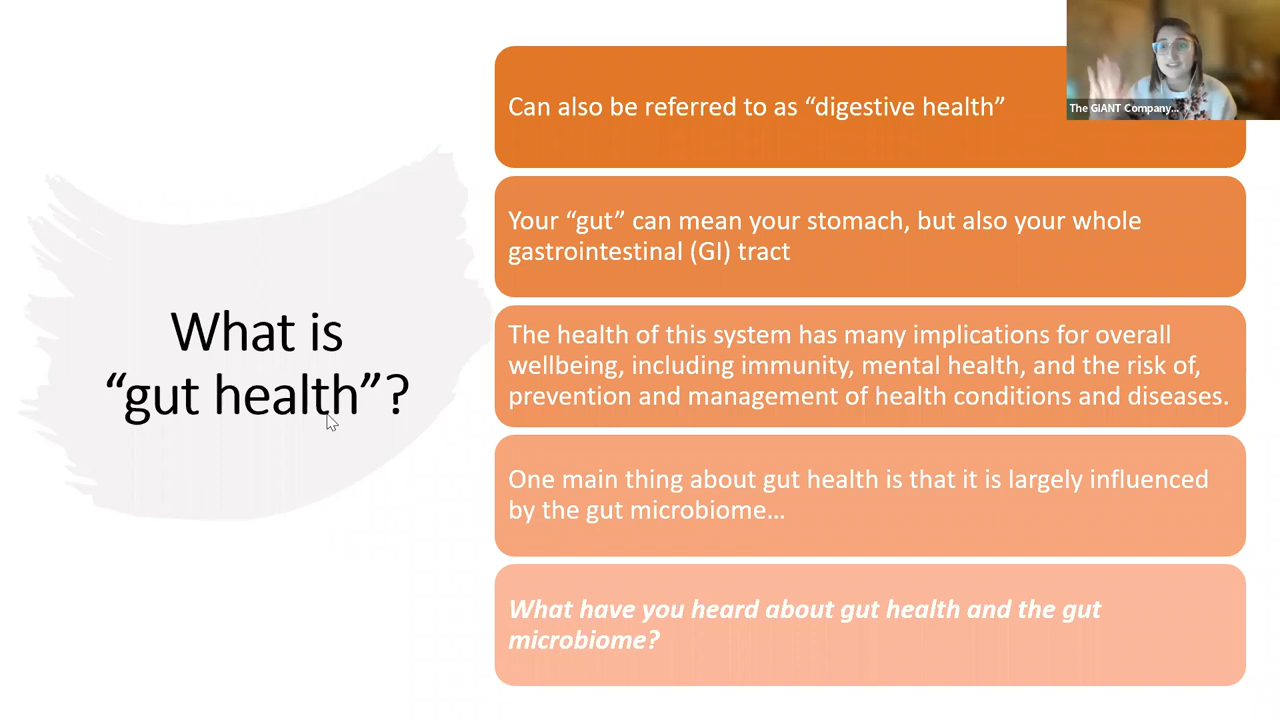 What is
“gut health”?
Can also be referred to as “digestive health”
Your “gut” can mean your stomach, but also your whole
gastrointestinal (GI) tract
The health of this system has many implications for overall
wellbeing, including immunity, mental health, and the risk of,
prevention and management of health conditions and diseases.
One main thing about gut health is that it is largely influenced
by the gut microbiome…
What have you heard about gut health and the gut
microbiome?
The GIANT Company...